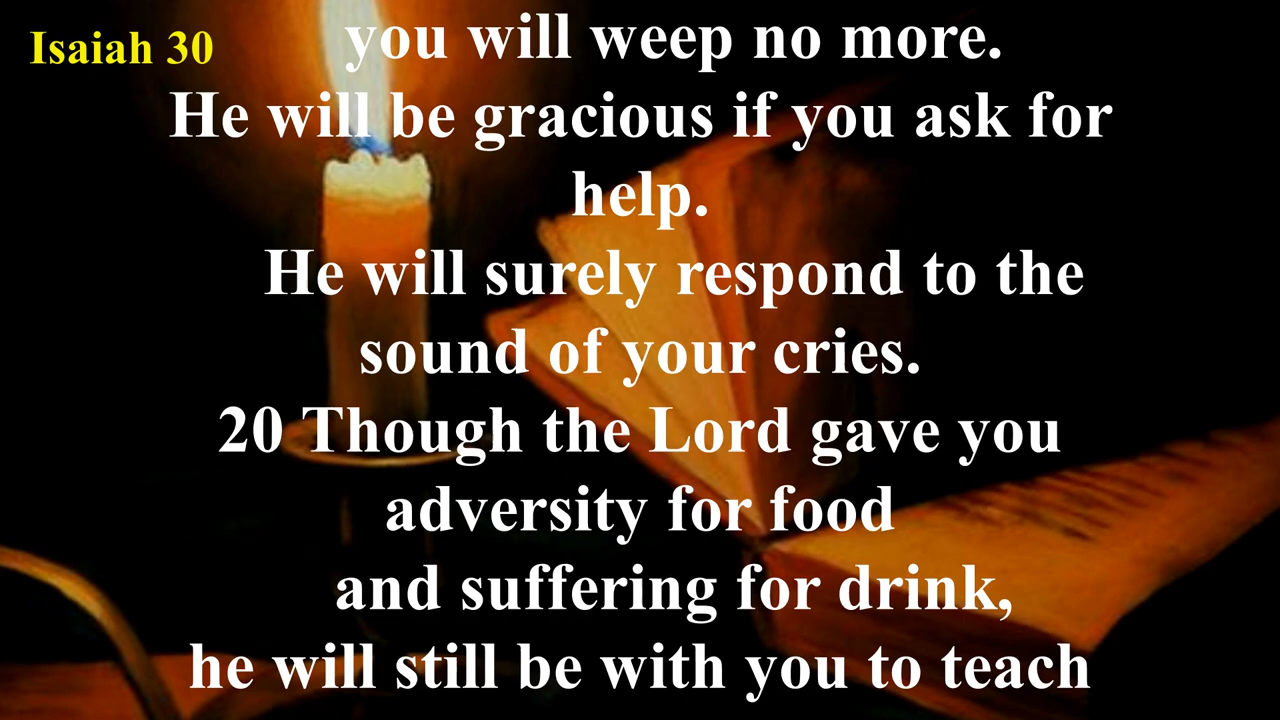 Isaiah 30
you will weep no more.
He will be gracious if you ask for
help.
He will surely respond to the
sound of your cries.
20 Though the Lord gave you
adversity for food
and suffering for drink,
he will still be with you to teach